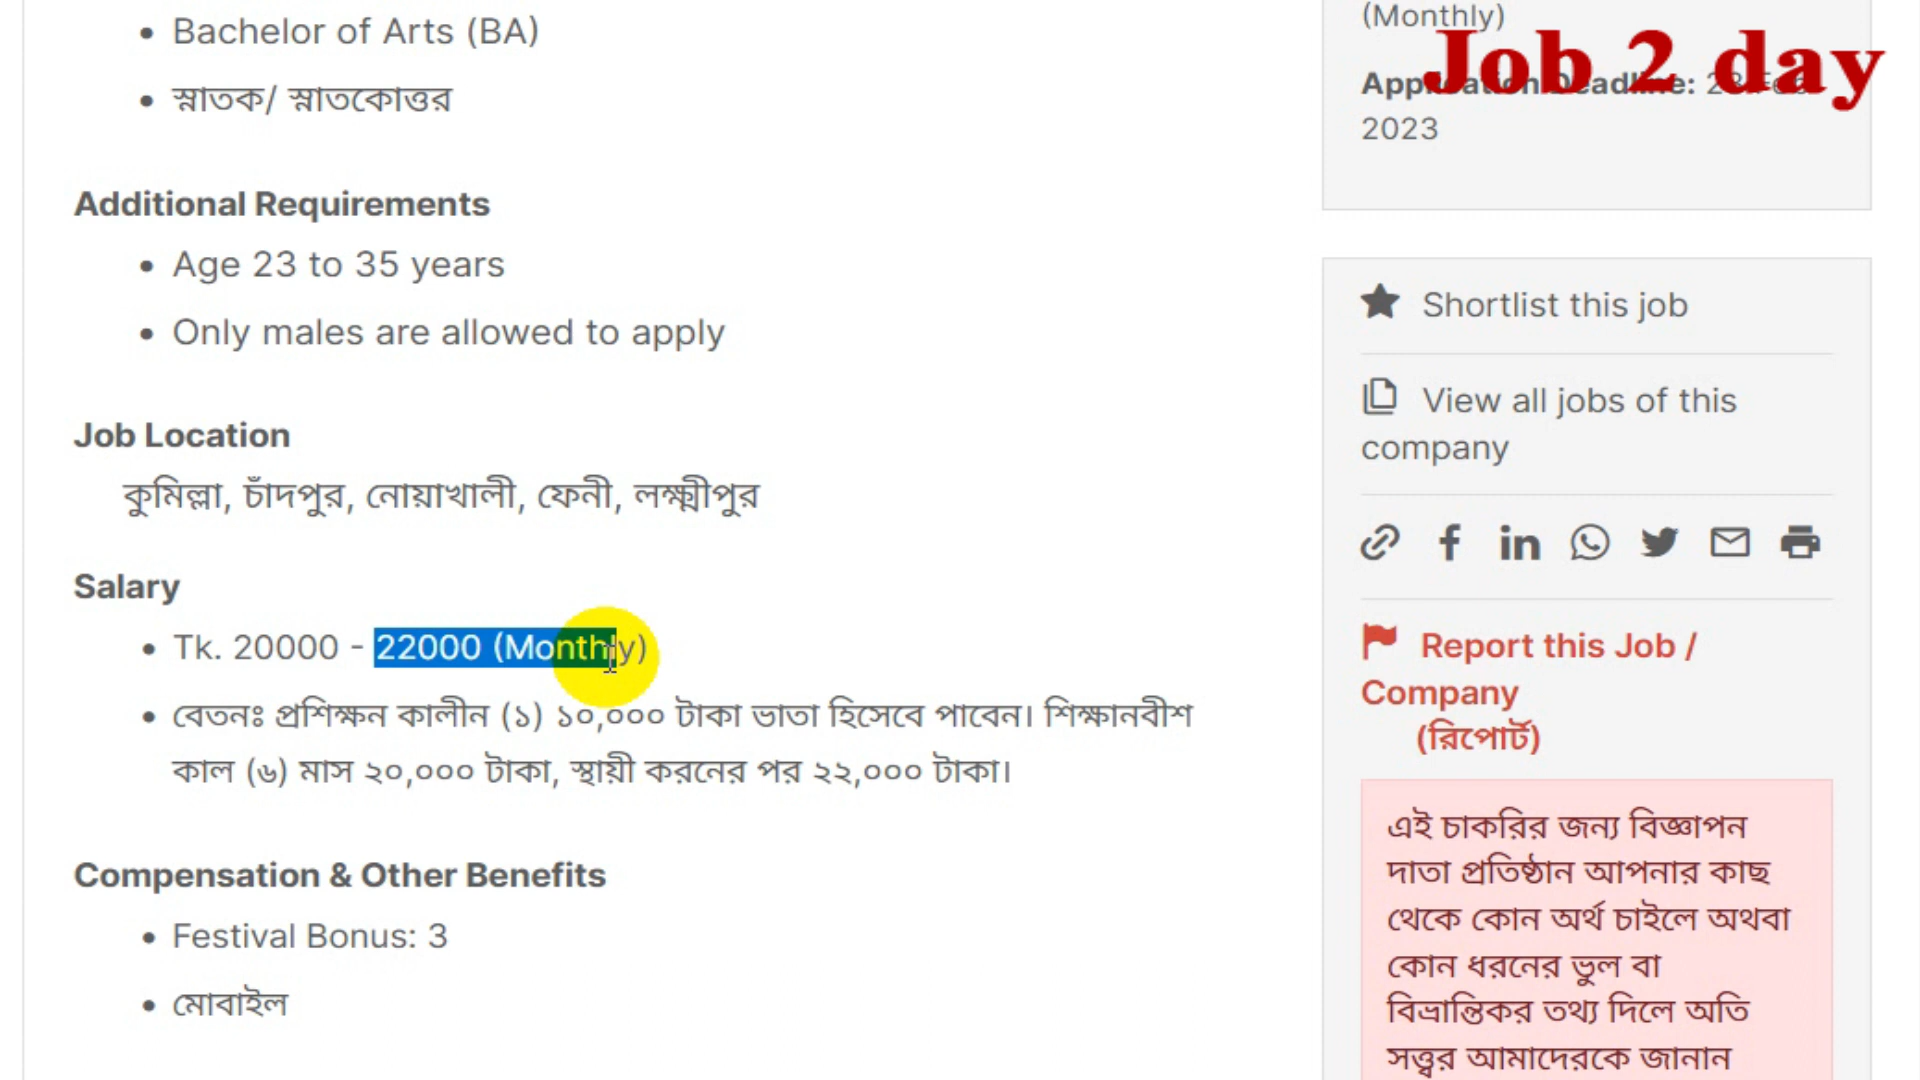 Bachelor of Arts (BA)
স্নাতক/ স্নাতকোত্তর
Additional Requirements
Age 23 to 35 years
Only males are allowed to apply
Job Location
কুমিল্লা, চাঁদপুর, নোয়াখালী, ফেনী, লক্ষ্মীপুর
Salary
Tk. 20000 - 22000 (Monthly)
বেতনঃ প্রশিক্ষন কালীন (১) ১০,০০০ টাকা ভাতা হিসেবে পাবেন। শিক্ষানবীশ
কাল (৬) মাস ২০,০০০ টাকা, স্থায়ী করনের পর ২২,০০০ টাকা।
Compensation & Other Benefits
Festival Bonus: 3
মোবাইল
(Monthly)
Job 2 day
Application Deadline:
2023
Shortlist this job
View all jobs of this
company
Report this Job /
Company
(রিপোর্ট)
এই চাকরির জন্য বিজ্ঞাপন
দাতা প্রতিষ্ঠান আপনার কাছ
থেকে কোন অর্থ চাইলে অথবা
কোন ধরনের ভুল বা
বিভ্রান্তিকর তথ্য দিলে অতি
সত্ত্বর আমাদেরকে জানান